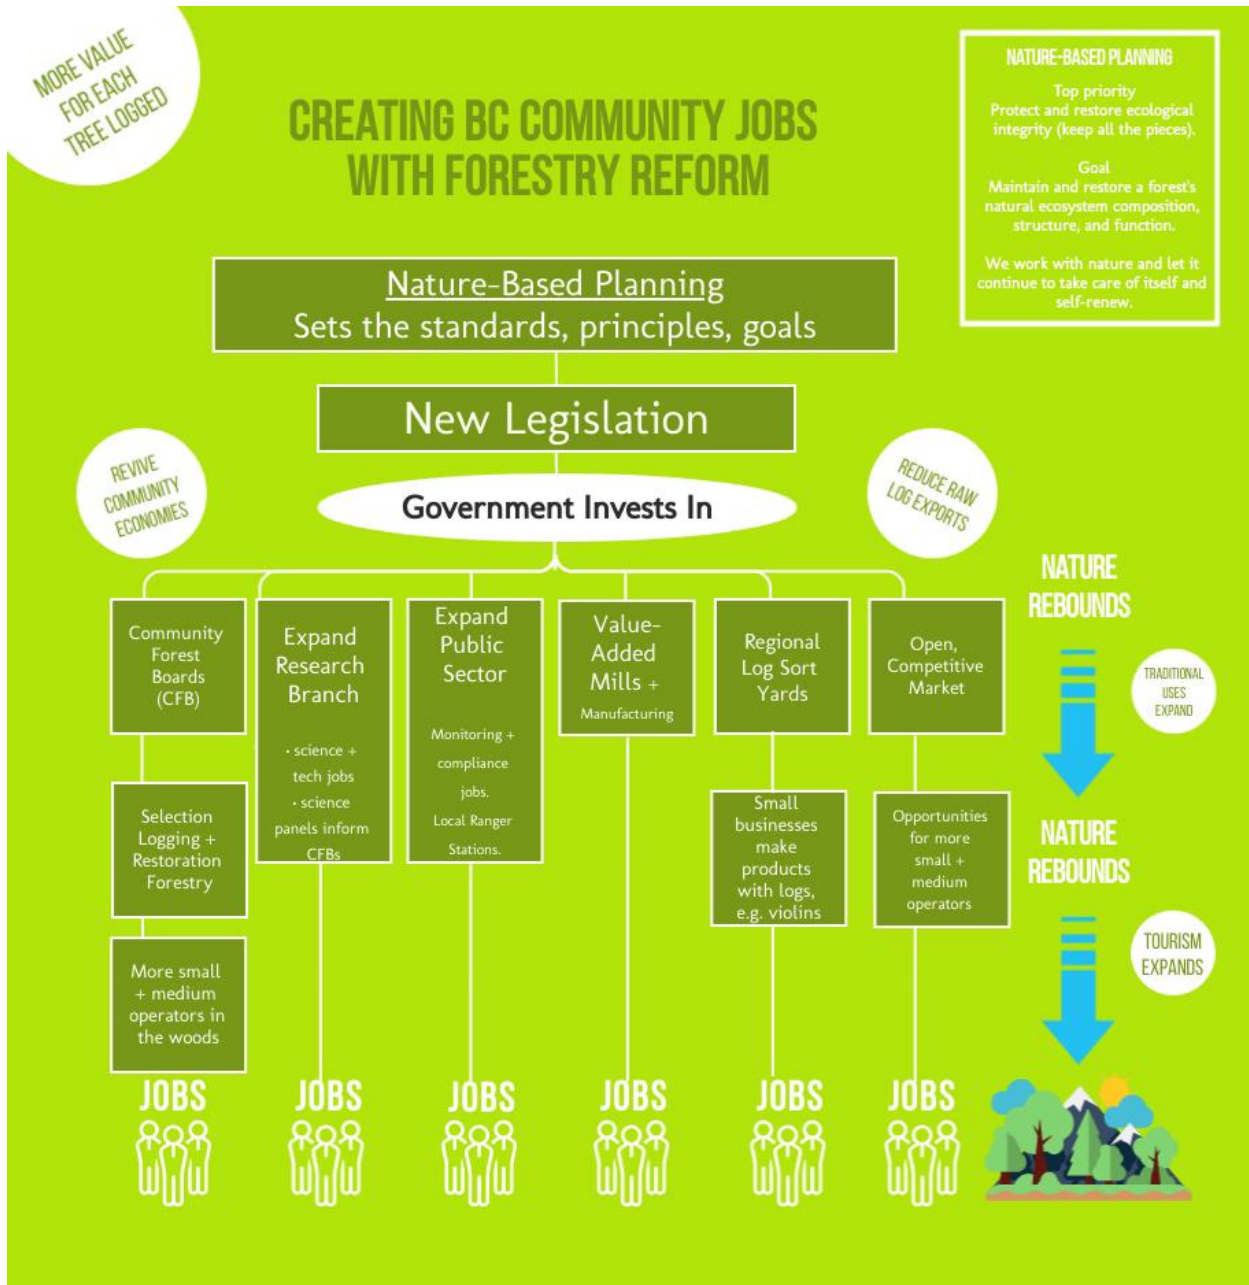 MORE VALUE
FOR EACH
TREE LOGGED
CREATING BC COMMUNITY JOBS
WITH FORESTRY REFORM
NATURE-BASED PLANNING
Top priority
Protect and restore ecological
integrity (keep all the pieces).
Goal
Maintain and restore a forest's
natural ecosystem composition,
structure, and function.
We work with nature and let it
continue to take care of itself and
self-renew.
Nature-Based Planning
Sets the standards, principles, goals
New Legislation
REVIVE
COMMUNITY
ECONOMIES
Government Invests In
REDUCE RAW
LOG EXPORTS
Community
Forest
Boards
(CFB)
Selection
Logging +
Restoration
Forestry
More small
+ medium
operators in
the woods
JOBS
Expand
Research
Branch
• science +
tech jobs
• science
panels inform
CFBs
JOBS
Expand
Public
Sector
Monitoring +
compliance
jobs.
Local Ranger
Stations.
JOBS
Value-
Added
Mills +
Manufacturing
JOBS
Regional
Log Sort
Yards
Small
businesses
make
products
with logs,
e.g. violins
JOBS
Open,
Competitive
Market
Opportunities
for more
small +
medium
operators
JOBS
NATURE
REBOUNDS
TRADITIONAL
USES
EXPAND
NATURE
REBOUNDS
TOURISM
EXPANDS